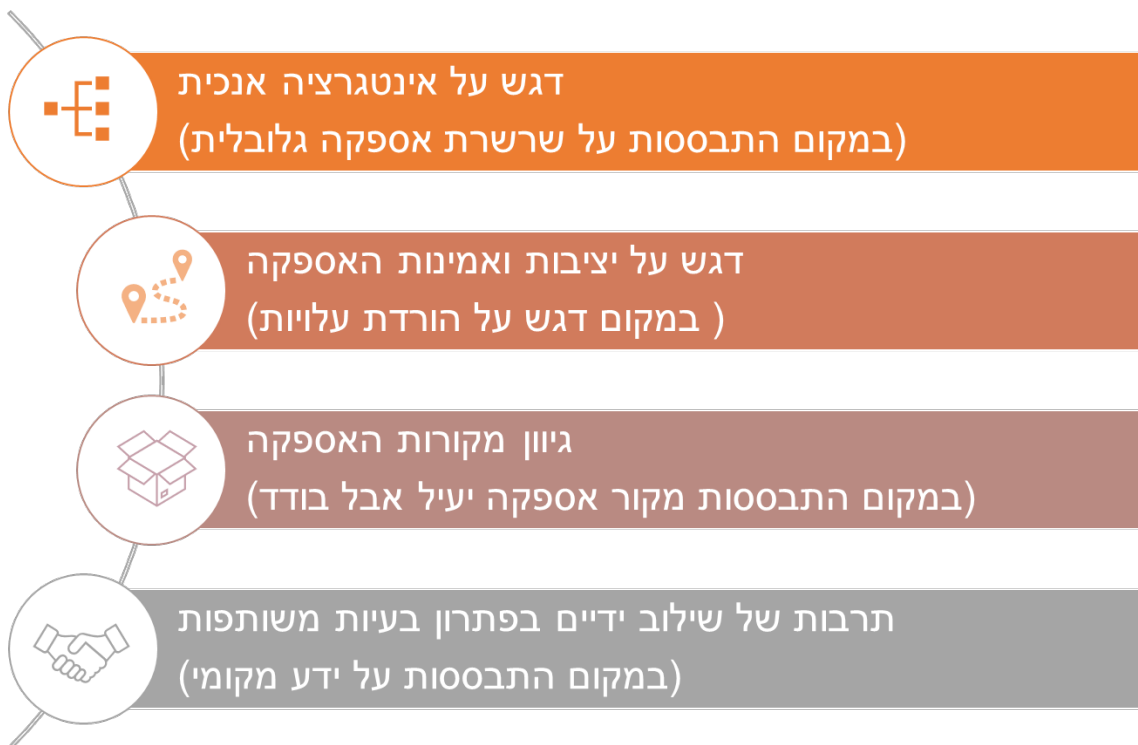 דגש על אינטגרציה אנכית
(במקום התבססות על שרשרת אספקה גלובלית)
דגש על יציבות ואמינות האספקה
( במקום דגש על הורדת עלויות)
גיוון מקורות האספקה
(במקום התבססות מקור אספקה יעיל אבל בודד)
תרבות של שילוב ידיים בפתרון בעיות משותפות
(במקום התבססות על ידע מקומי)